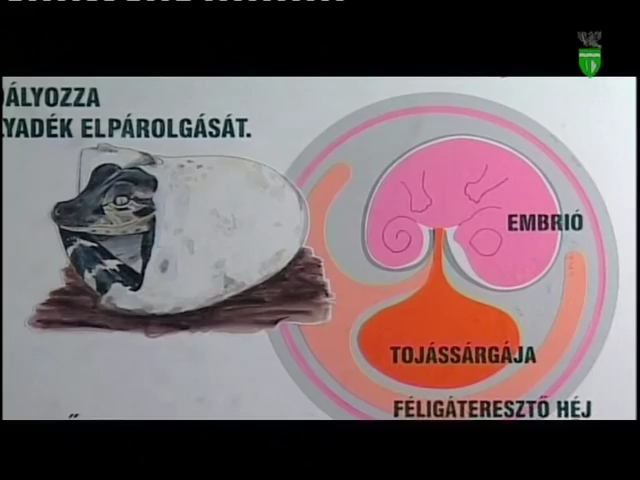 ÁLYOZZA
YADÉK ELPÁROLGÁSÁT.
EMBRIÓ
TOJÁSSÁRGÁJA
FÉLIGÁTERESZTŐ HÉJ